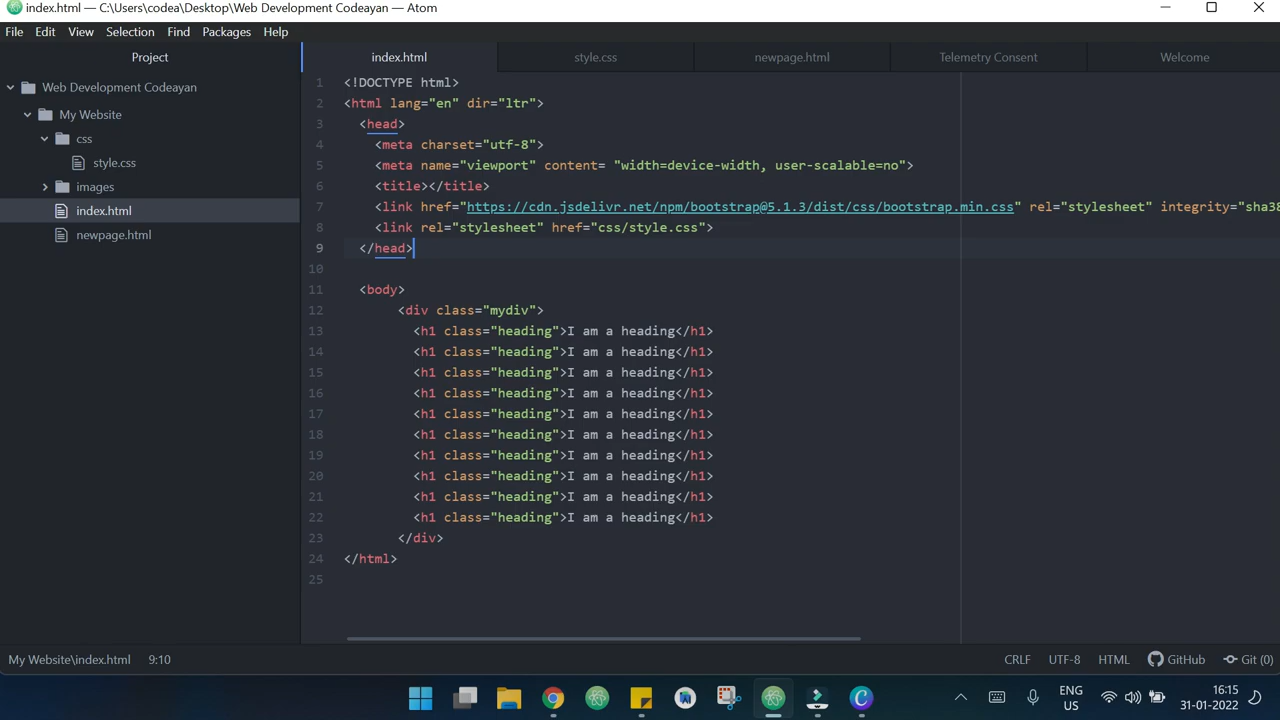 index.html — C:\Users\codea\Desktop\Web Development Codeayan — Atom
File Edit View Selection Find Packages Help
Project
index.html
style.css
newpage.html
Telemetry Consent
Welcome
Web Development Codeayan
My Website
css
style.css
images
index.html
newpage.html
1 <!DOCTYPE html>
2 <html lang="en" dir="ltr">
3 <head>
4 <meta charset="utf-8">
5 <meta name="viewport" content= "width=device-width, user-scalable=no">
6 <title></title>
7 <link href="https://cdn.jsdelivr.net/npm/bootstrap@5.1.3/dist/css/bootstrap.min.css" rel="stylesheet" integrity="sha38
8 <link rel="stylesheet" href="css/style.css">
9 </head>
10
11 <body>
12 <div class="mydiv">
13 <h1 class="heading">I am a heading</h1>
14 <h1 class="heading">I am a heading</h1>
15 <h1 class="heading">I am a heading</h1>
16 <h1 class="heading">I am a heading</h1>
17 <h1 class="heading">I am a heading</h1>
18 <h1 class="heading">I am a heading</h1>
19 <h1 class="heading">I am a heading</h1>
20 <h1 class="heading">I am a heading</h1>
21 <h1 class="heading">I am a heading</h1>
22 <h1 class="heading">I am a heading</h1>
23 </div>
24 </html>
25
My Website\index.html 9:10
CRLF UTF-8 HTML GitHub Git (0)
ENG
US
16:15
31-01-2022